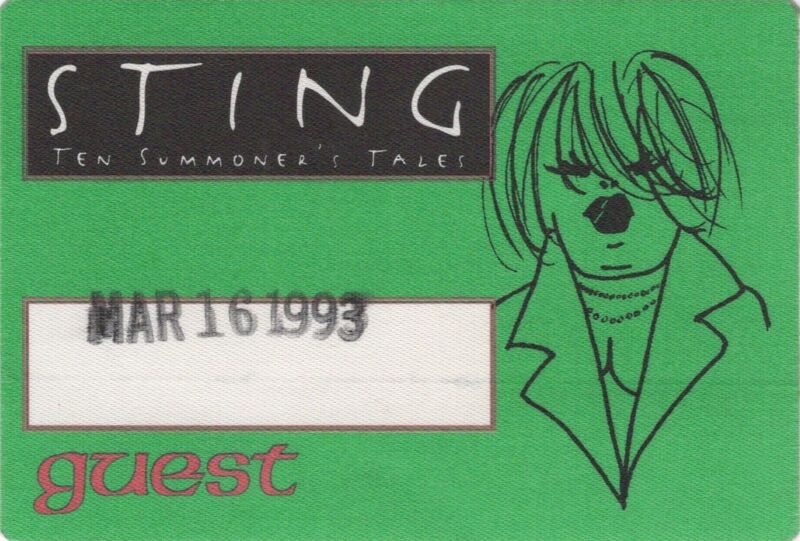 STING
TEN SUMMONER'S TALES
MAR 16 1993
guest